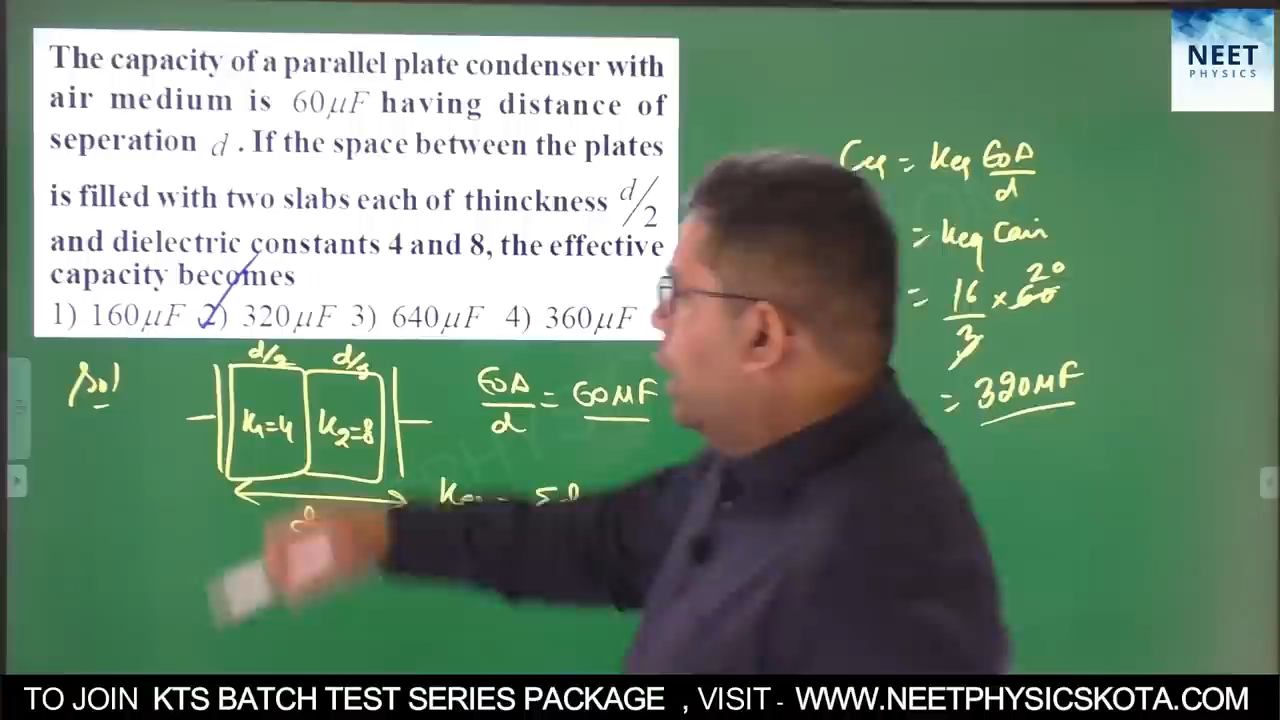 The capacity of a parallel plate condenser with
air medium is 60μF having distance of
seperation d . If the space between the plates
is filled with two slabs each of thinckness d/2
and dielectric constants 4 and 8, the effective
capacity becomes
1) 160μF 2) 320μF 3) 640μF 4) 360μF
Sol
d/2 d/2
K₁=4 K₂=8
d
ϵ₀A/d = 60μF
Ceq = Keq ϵ₀A/d
= Keq Cair
= 16/3 × 60 20
= 320μF
NEET
PHYSICS
TO JOIN KTS BATCH TEST SERIES PACKAGE , VISIT - WWW.NEETPHYSICSKOTA.COM